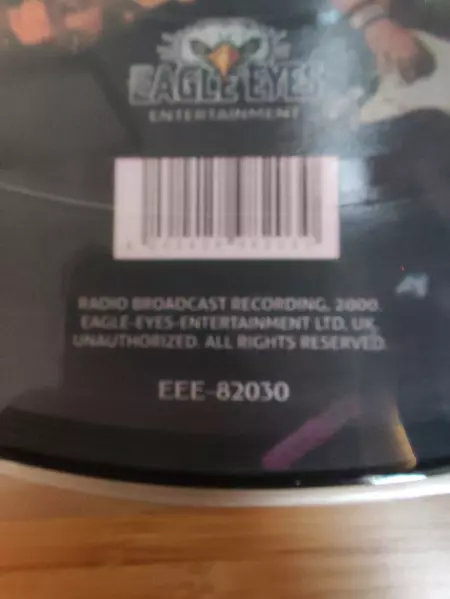 EAGLE EYES
ENTERTAINMENT
RADIO BROADCAST RECORDING, 2000.
EAGLE-EYES-ENTERTAINMENT LTD. UK.
UNAUTHORIZED. ALL RIGHTS RESERVED.
EEE-82030